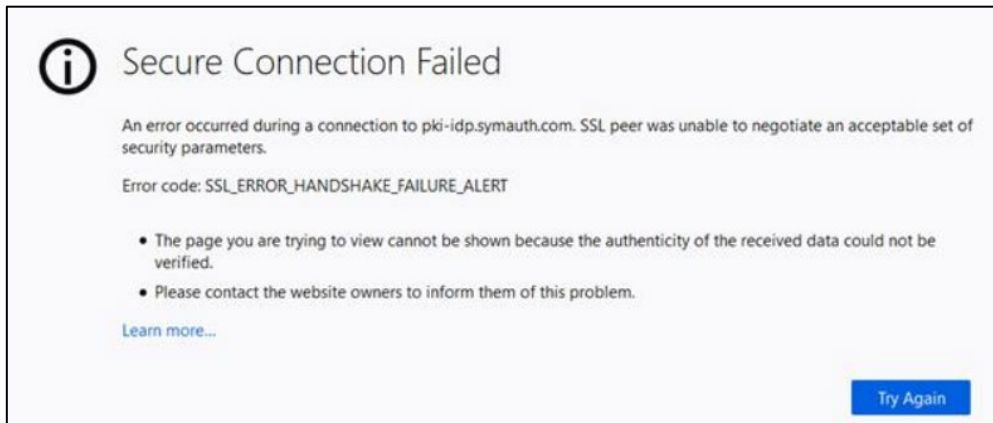 Secure Connection Failed
An error occurred during a connection to pki-idp.symauth.com. SSL peer was unable to negotiate an acceptable set of
security parameters.
Error code: SSL_ERROR_HANDSHAKE_FAILURE_ALERT
• The page you are trying to view cannot be shown because the authenticity of the received data could not be
verified.
• Please contact the website owners to inform them of this problem.
Learn more...
Try Again